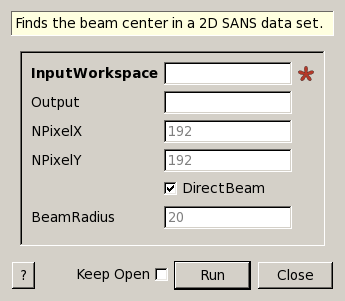 Finds the beam center in a 2D SANS data set.
InputWorkspace *
Output
NPixelX 192
NPixelY 192
DirectBeam
BeamRadius 20
? Keep Open Run Close